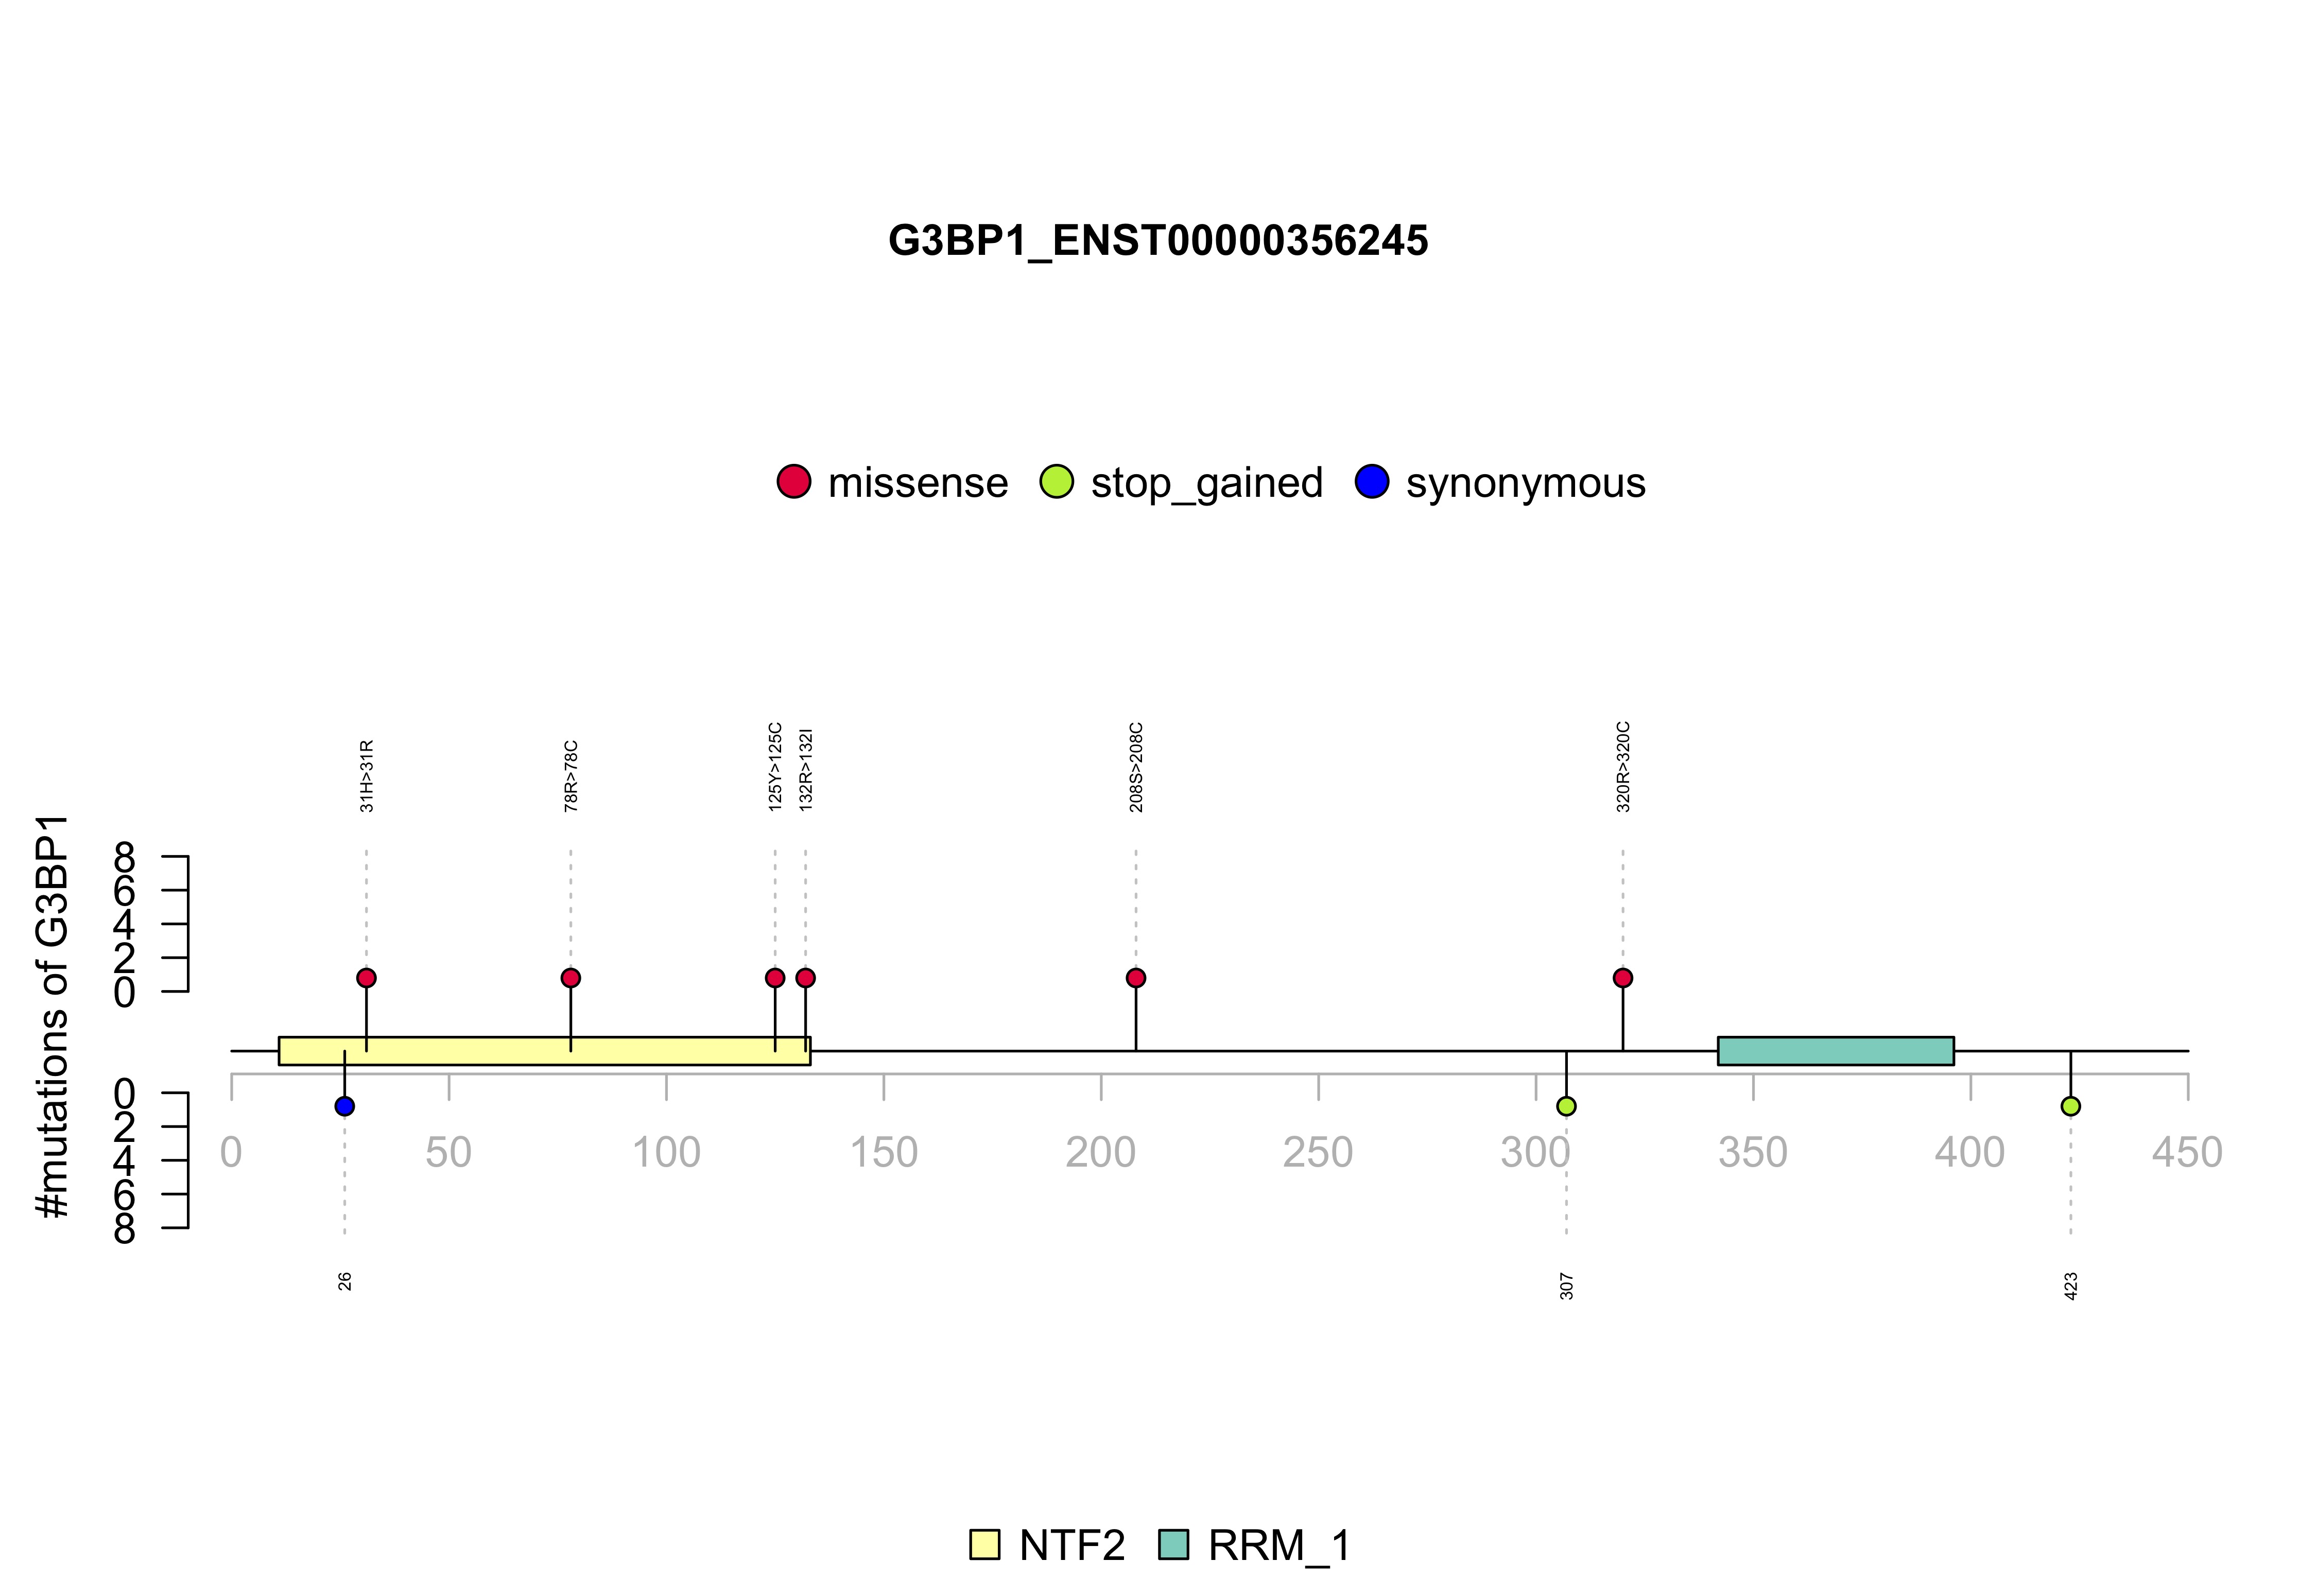 G3BP1_ENST00000356245
missense stop_gained synonymous
31H>31R
78R>78C
125Y>125C
132R>132I
208S>208C
320R>320C
#mutations of G3BP1
8
6
4
2
0
0
2
4
6
8
0 50 100 150 200 250 300 350 400 450
26
307
423
NTF2 RRM_1